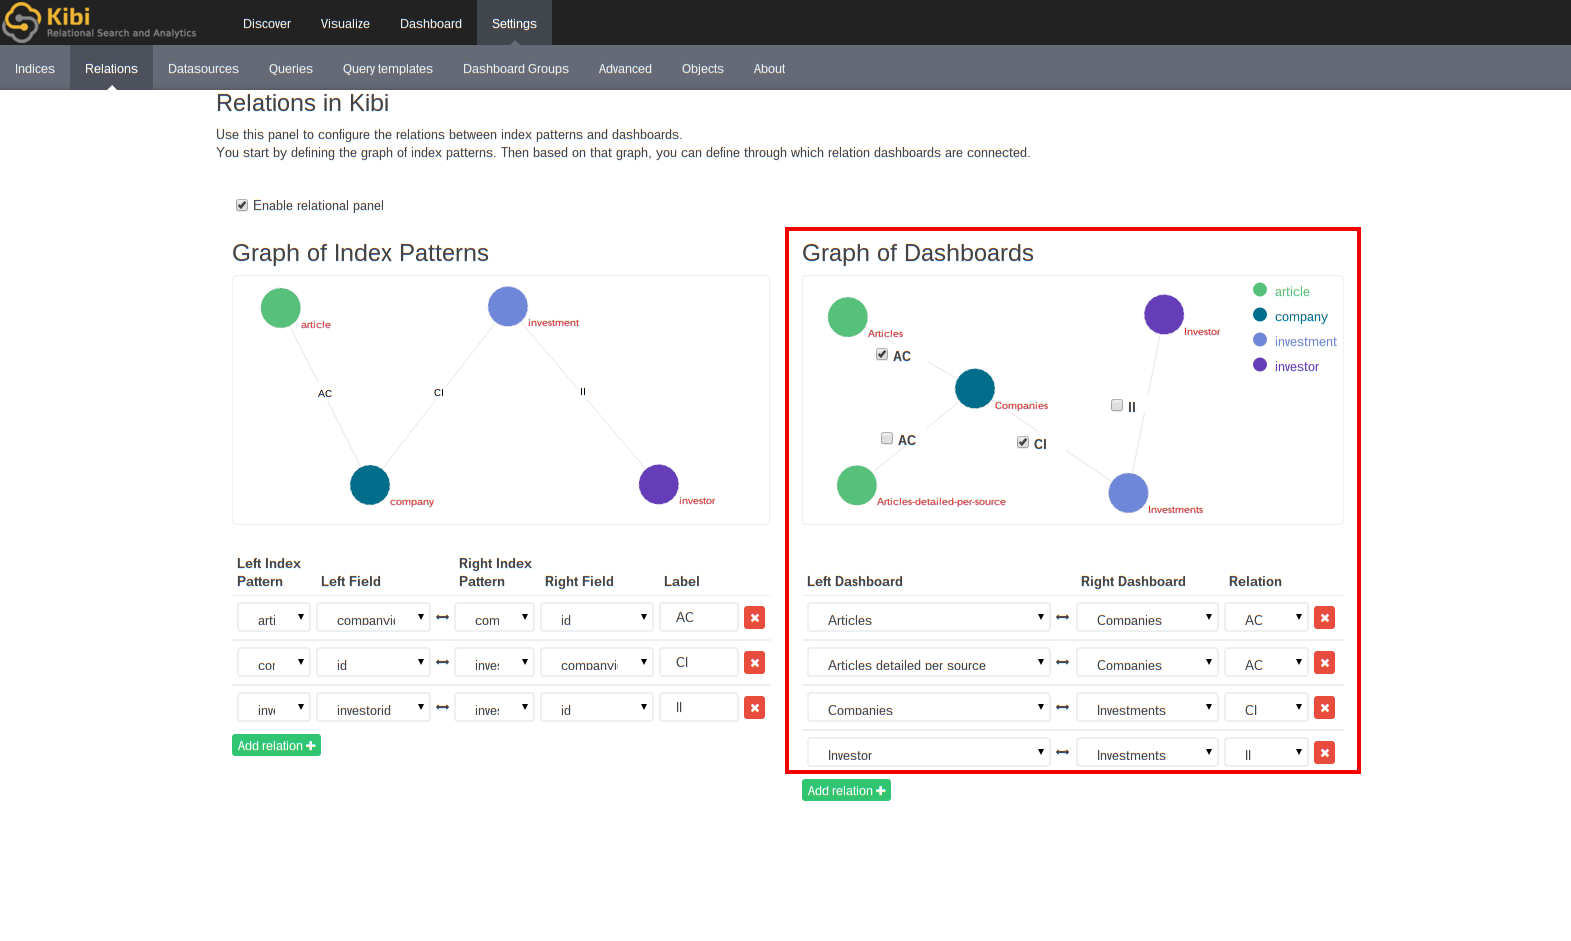 Kibi
Relational Search and Analytics
Discover Visualize Dashboard Settings
Indices Relations Datasources Queries Query templates Dashboard Groups Advanced Objects About
Relations in Kibi
Use this panel to configure the relations between index patterns and dashboards.
You start by defining the graph of index patterns. Then based on that graph, you can define through which relation dashboards are connected.
Enable relational panel
Graph of Index Patterns
article
investment
AC
CI
II
company
investor
Left Index Pattern Left Field Right Index Pattern Right Field Label
arti companyi com id AC
cor id inves companyi CI
inve investorid inves id II
Add relation
Graph of Dashboards
article
company
investment
investor
Articles
Investor
AC
Companies
II
AC
CI
Articles-detailed-per-source
Investments
Left Dashboard Right Dashboard Relation
Articles Companies AC
Articles detailed per source Companies AC
Companies Investments CI
Investor Investments II
Add relation